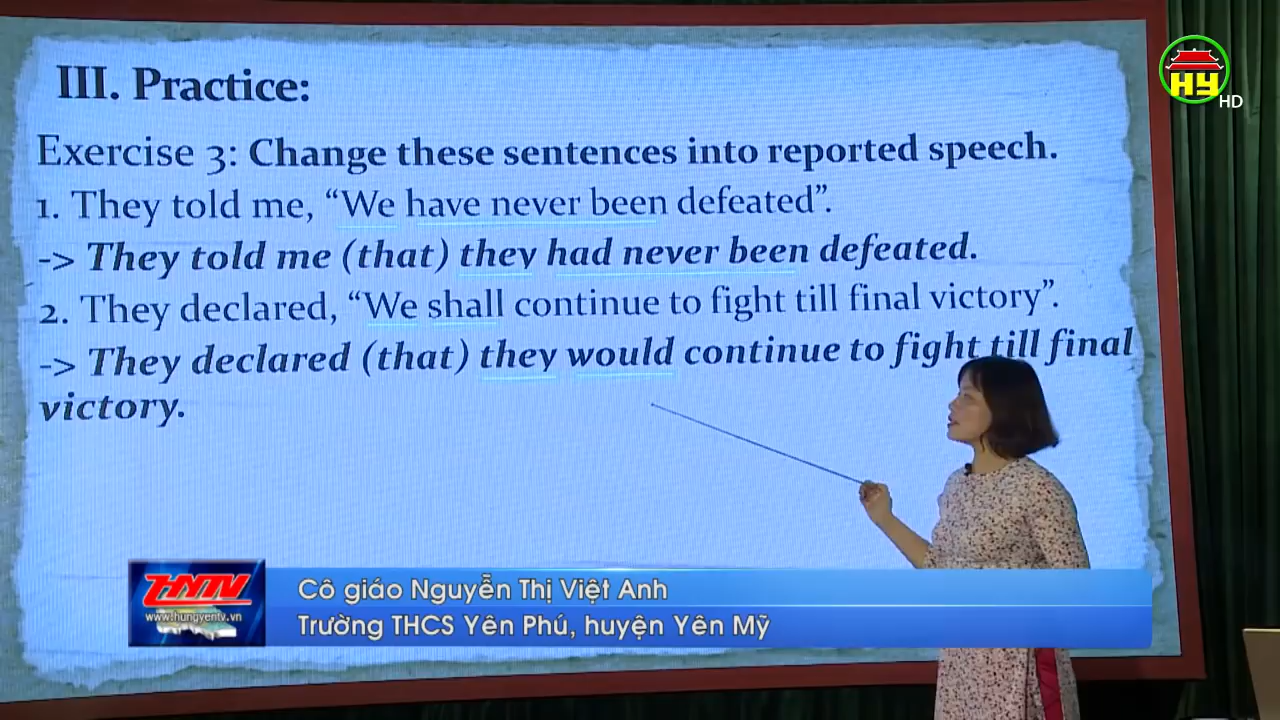 III. Practice:
Exercise 3: Change these sentences into reported speech.
1. They told me, “We have never been defeated”.
-> They told me (that) they had never been defeated.
2. They declared, “We shall continue to fight till final victory”.
-> They declared (that) they would continue to fight till final
victory.
HY
HD
HYTV
www.hungyentv.vn
Cô giáo Nguyễn Thị Việt Anh
Trường THCS Yên Phú, huyện Yên Mỹ